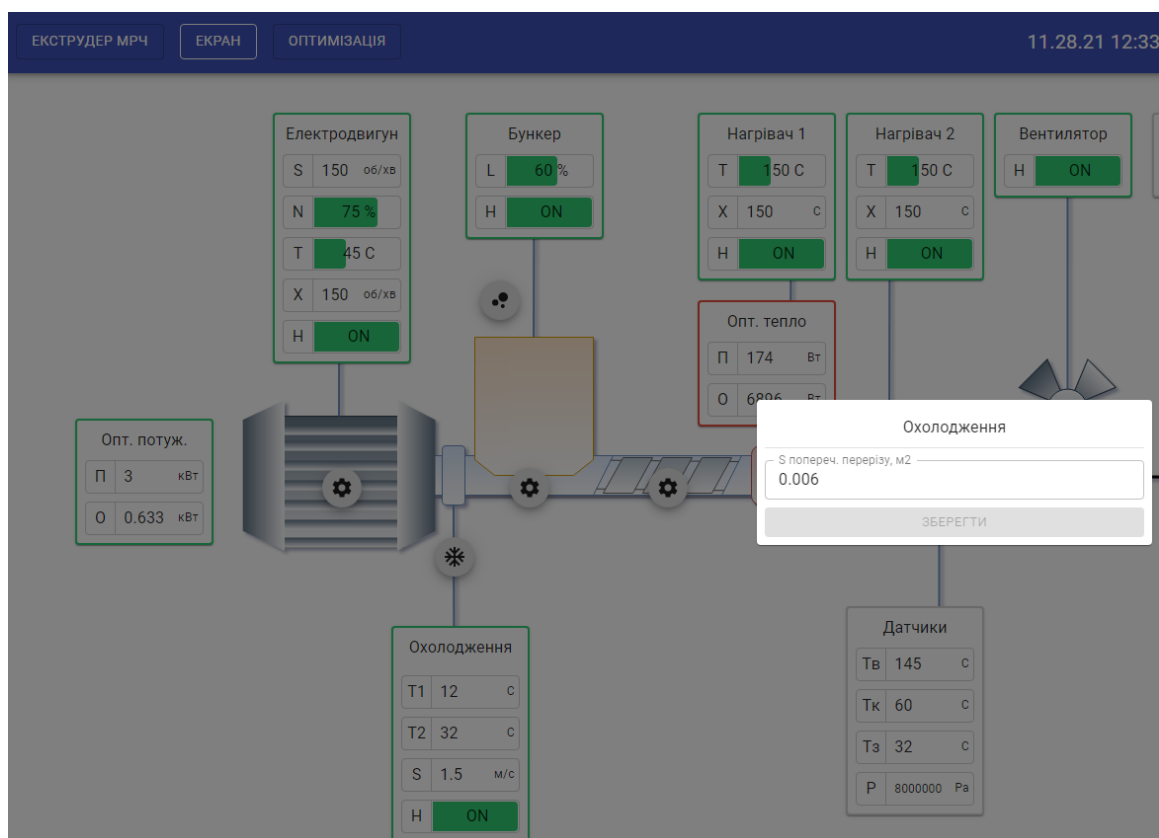 ЕКСТРУДЕР МРЧ ЕКРАН ОПТИМІЗАЦІЯ 11.28.21 12:33
Електродвигун
S 150 об/хв
N 75 %
T 45 C
X 150 об/хв
Н ON
Бункер
L 60 %
Н ON
Нагрівач 1
T 150 C
X 150 C
Н ON
Нагрівач 2
T 150 C
X 150 C
Н ON
Вентилятор
Н ON
Опт. тепло
П 174 Вт
О 6896 Вт
Опт. потуж.
П 3 кВт
О 0.633 кВт
Охолодження
S попереч. перерізу, м2
0.006
ЗБЕРЕГТИ
Охолодження
T1 12 C
T2 32 C
S 1.5 м/с
Н ON
Датчики
Тв 145 C
Тк 60 C
Тз 32 C
P 8000000 Pa